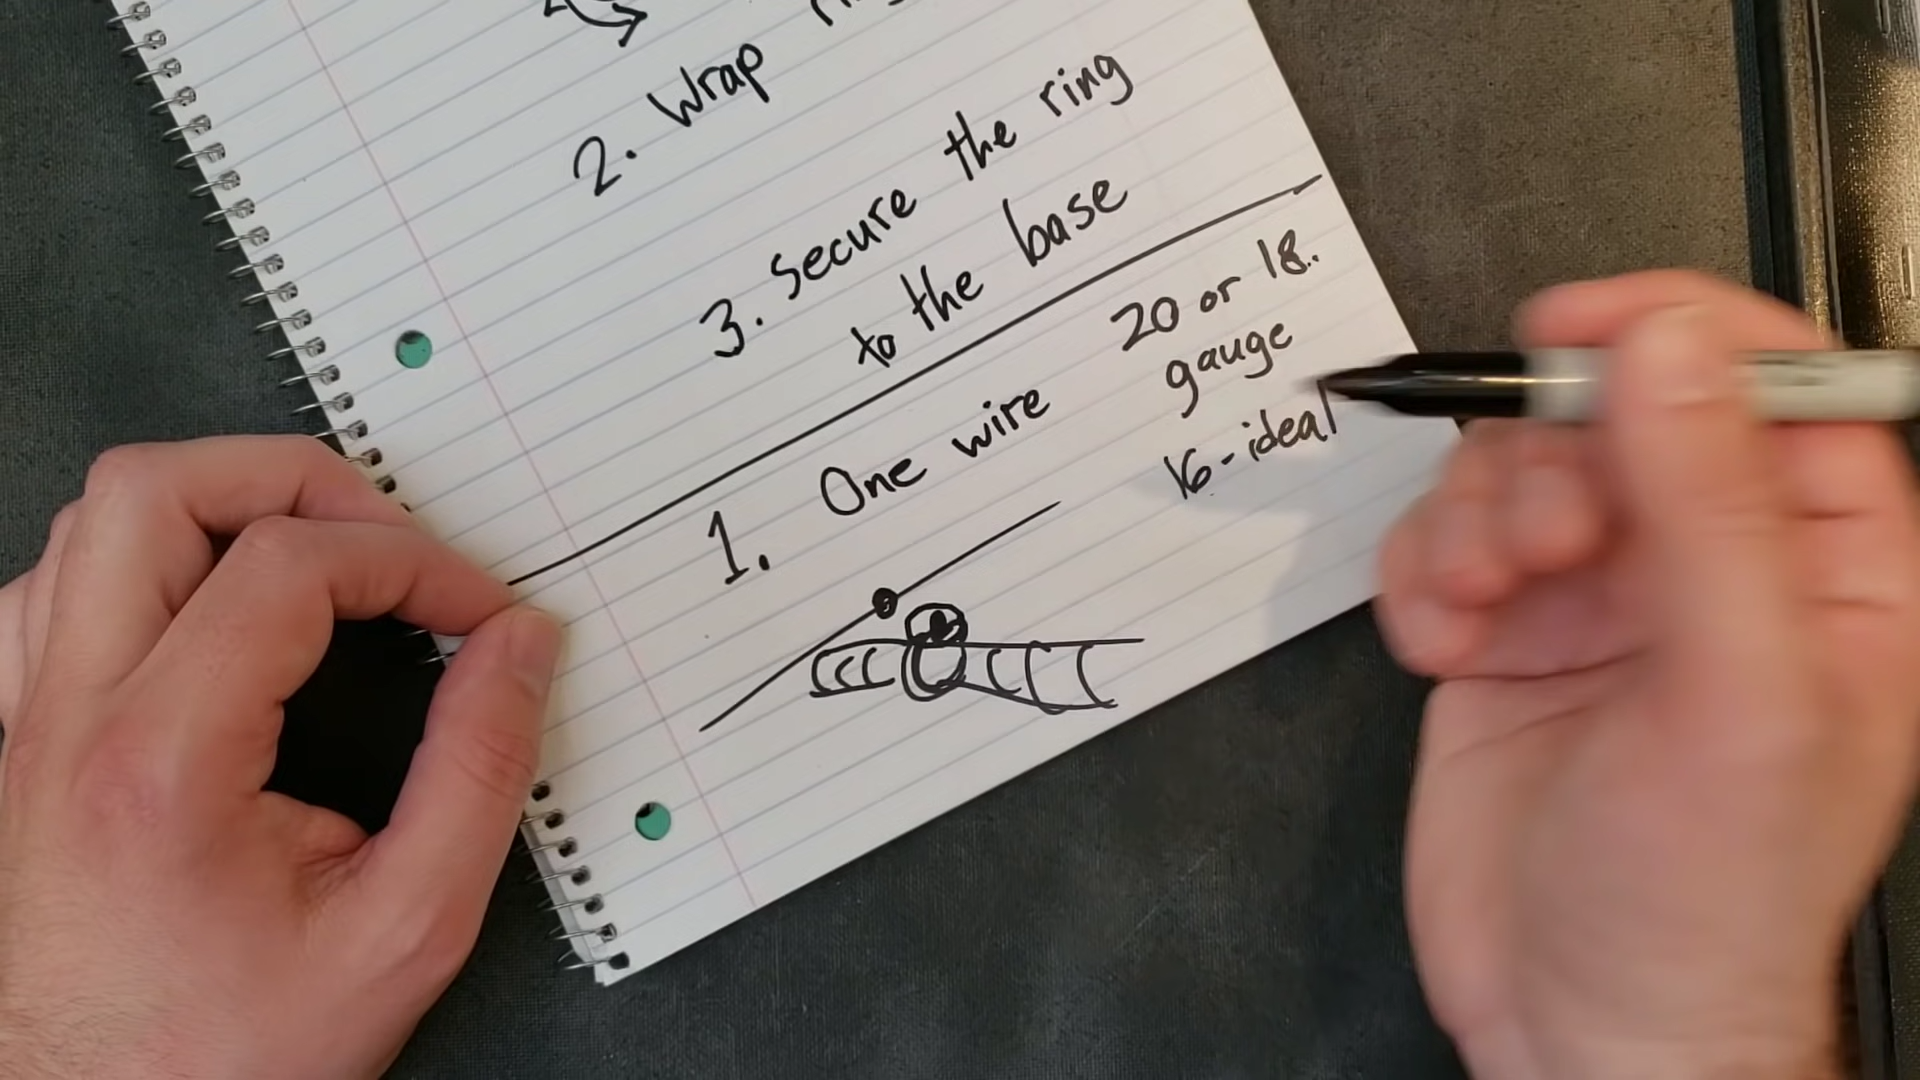 2. Wrap
3. secure the ring
to the base
1. One wire
20 or 18.
gauge
16-ideal